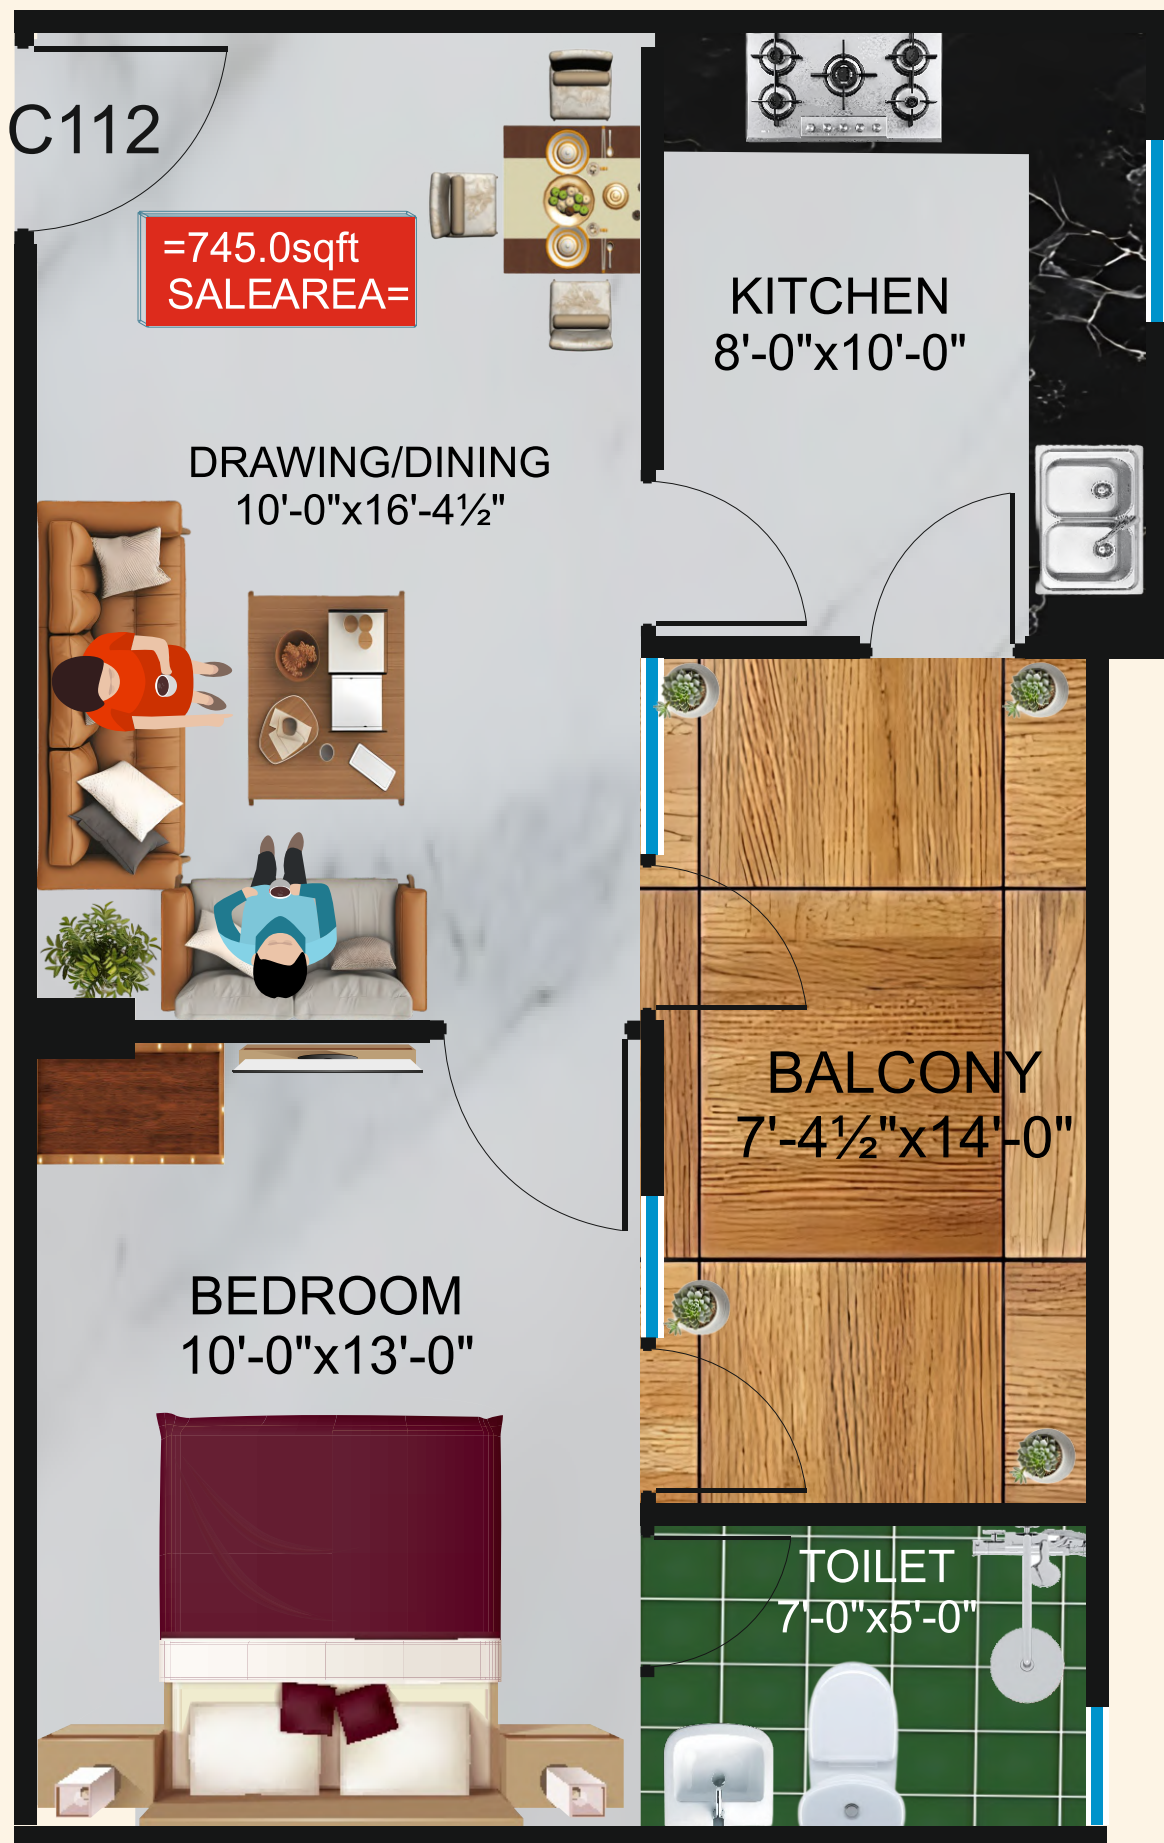 C112
=745.0sqft
SALEAREA=
KITCHEN
8'-0"x10'-0"
DRAWING/DINING
10'-0"x16'-4½"
BALCONY
7'-4½"x14'-0"
BEDROOM
10'-0"x13'-0"
TOILET
7'-0"x5'-0"